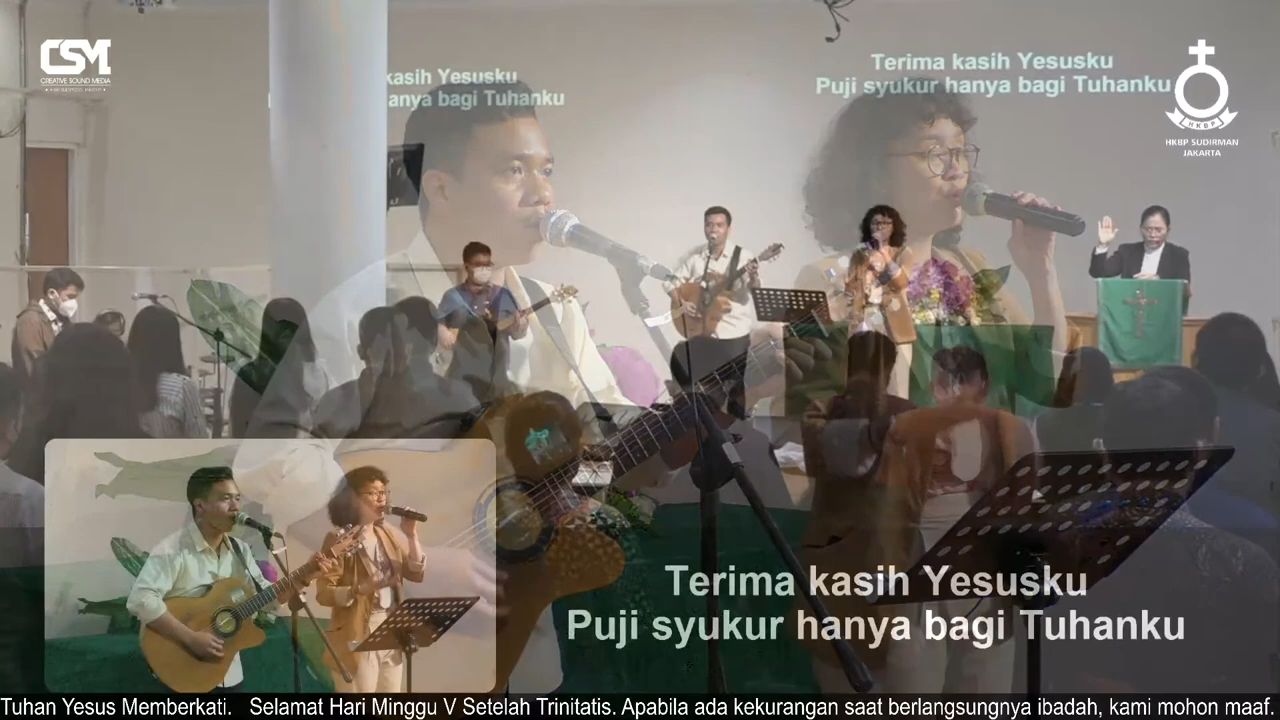 CSM
CREATIVE SOUND MEDIA
kasih Yesusku
hanya bagi Tuhanku
Terima kasih Yesusku
Puji syukur hanya bagi Tuhanku
HKBP
HKBP SUDIRMAN
JAKARTA
Terima kasih Yesusku
Puji syukur hanya bagi Tuhanku
Tuhan Yesus Memberkati. Selamat Hari Minggu V Setelah Trinitatis. Apabila ada kekurangan saat berlangsungnya ibadah, kami mohon maaf.